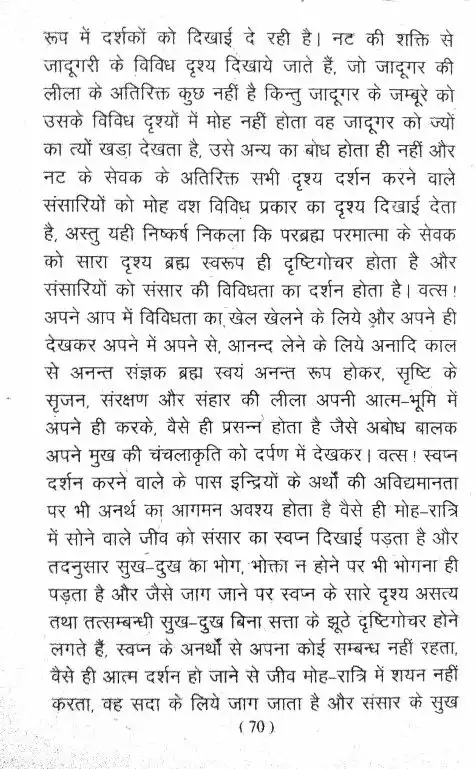 रूप में दर्शकों को दिखाई दे रही है। नट की शक्ति से
जादूगरी के विविध दृश्य दिखाये जाते हैं, जो जादूगर की
लीला के अतिरिक्त कुछ नहीं है किन्तु जादूगर के जम्बूरे को
उसके विविध दृश्यों में मोह नहीं होता वह जादूगर को ज्यों
का त्यों खडा देखता है, उसे अन्य का बोध होता ही नहीं और
नट के सेवक के अतिरिक्त सभी दृश्य दर्शन करने वाले
संसारियों को मोह वश विविध प्रकार का दृश्य दिखाई देता
है, अस्तु यही निष्कर्ष निकला कि परब्रह्म परमात्मा के सेवक
को सारा दृश्य ब्रह्म स्वरूप ही दृष्टिगोचर होता है और
संसारियों को संसार की विविधता का दर्शन होता है। वत्स!
अपने आप में विविधता का खेल खेलने के लिये और अपने ही
देखकर अपने में अपने से, आनन्द लेने के लिये अनादि काल
से अनन्त संज्ञक ब्रह्म स्वयं अनन्त रूप होकर, सृष्टि के
सृजन, संरक्षण और संहार की लीला अपनी आत्म-भूमि में
अपने ही करके, वैसे ही प्रसन्न होता है जैसे अबोध बालक
अपने मुख की चंचलाकृति को दर्पण में देखकर। वत्स! स्वप्न
दर्शन करने वाले के पास इन्द्रियों के अर्थों की अविद्यमानता
पर भी अनर्थ का आगमन अवश्य होता है वैसे ही मोह-रात्रि
में सोने वाले जीव को संसार का स्वप्न दिखाई पड़ता है और
तदनुसार सुख-दुख का भोग, भोक्ता न होने पर भी भोगना ही
पड़ता है और जैसे जाग जाने पर स्वप्न के सारे दृश्य असत्य
तथा तत्सम्बन्धी सुख-दुख बिना सत्ता के झूठे दृष्टिगोचर होने
लगते हैं, स्वप्न के अनर्थों से अपना कोई सम्बन्ध नहीं रहता,
वैसे ही आत्म दर्शन हो जाने से जीव मोह-रात्रि में शयन नहीं
करता, वह सदा के लिये जाग जाता है और संसार के सुख
( 70 )